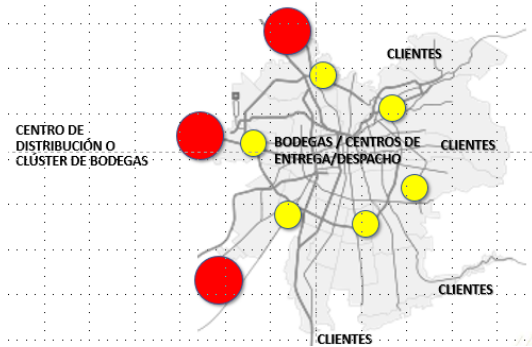 CLIENTES
CENTRO DE
DISTRIBUCIÓN O
CLÚSTER DE BODEGAS
BODEGAS / CENTROS DE
ENTREGA/DESPACHO
CLIENTES
CLIENTES
CLIENTES